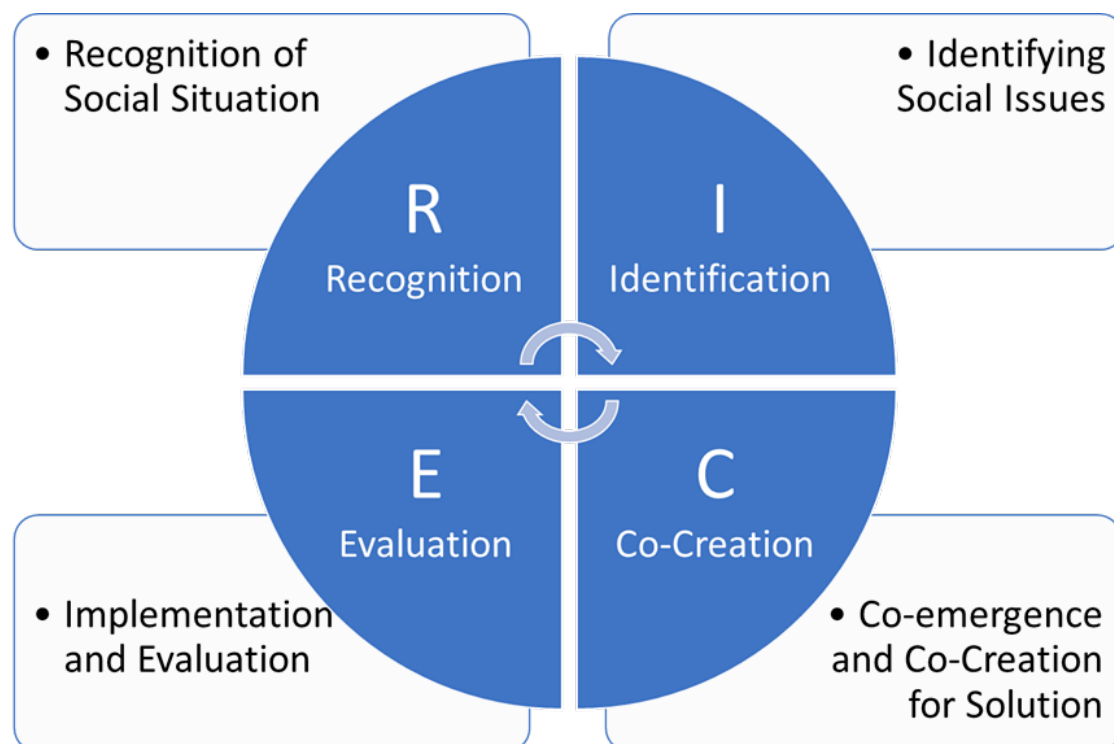 • Recognition of
Social Situation
• Identifying
Social Issues
R
Recognition
I
Identification
E
Evaluation
C
Co-Creation
• Implementation
and Evaluation
• Co-emergence
and Co-Creation
for Solution